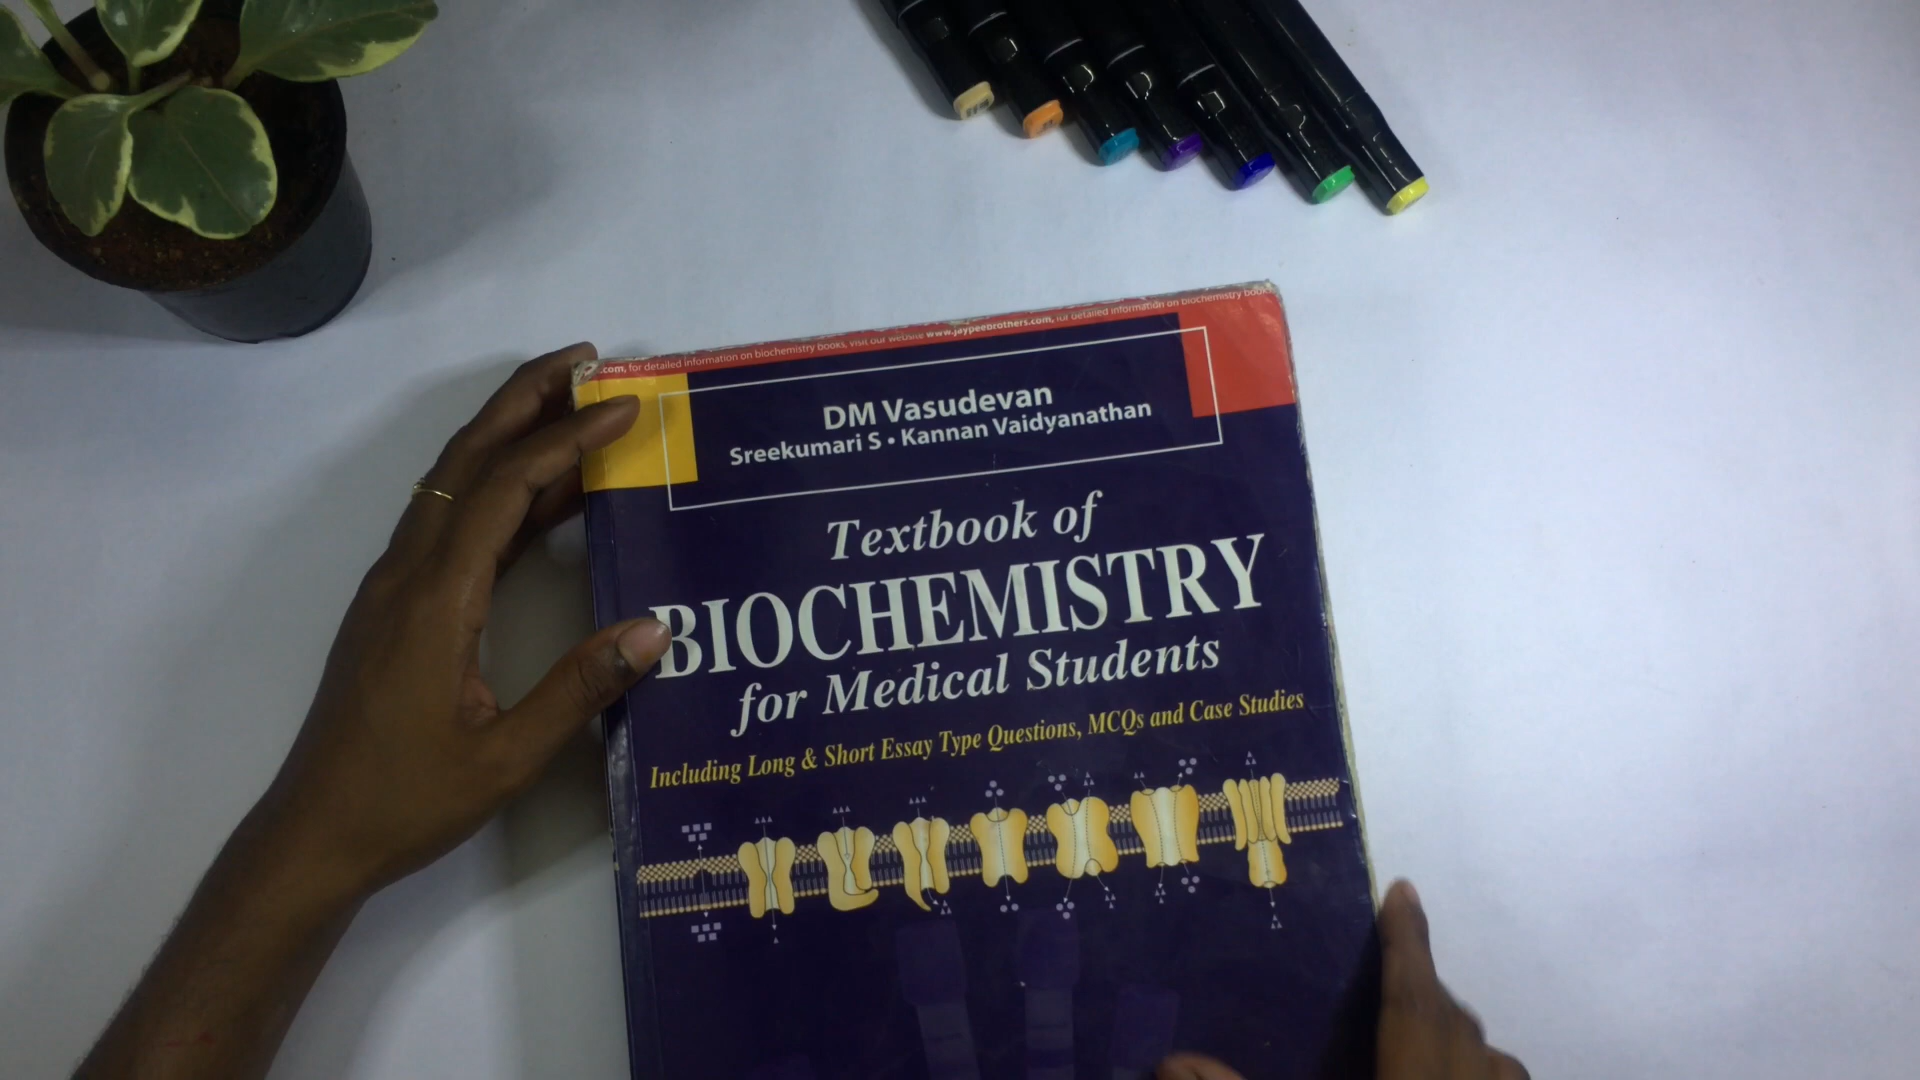 .com, for detailed information on biochemistry books, visit our website www.jaypeebrothers.com, for detailed information on biochemistry books
DM Vasudevan
Sreekumari S • Kannan Vaidyanathan
Textbook of
BIOCHEMISTRY
for Medical Students
Including Long & Short Essay Type Questions, MCQs and Case Studies